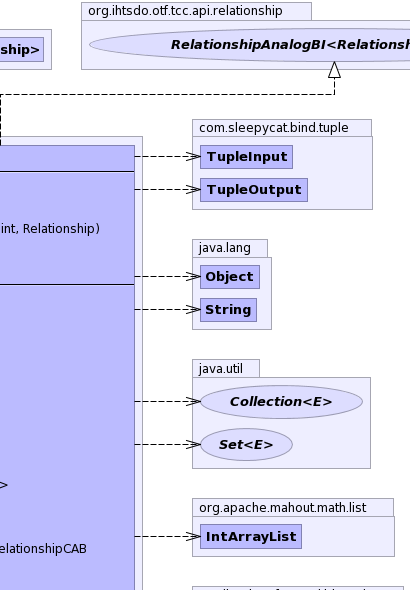 org.ihtsdo.otf.tcc.api.relationship
ship>
RelationshipAnalogBI<Relationsh
com.sleepycat.bind.tuple
TupleInput
TupleOutput
int, Relationship)
java.lang
Object
String
java.util
Collection<E>
Set<E>
>
org.apache.mahout.math.list
IntArrayList
elationshipCAB